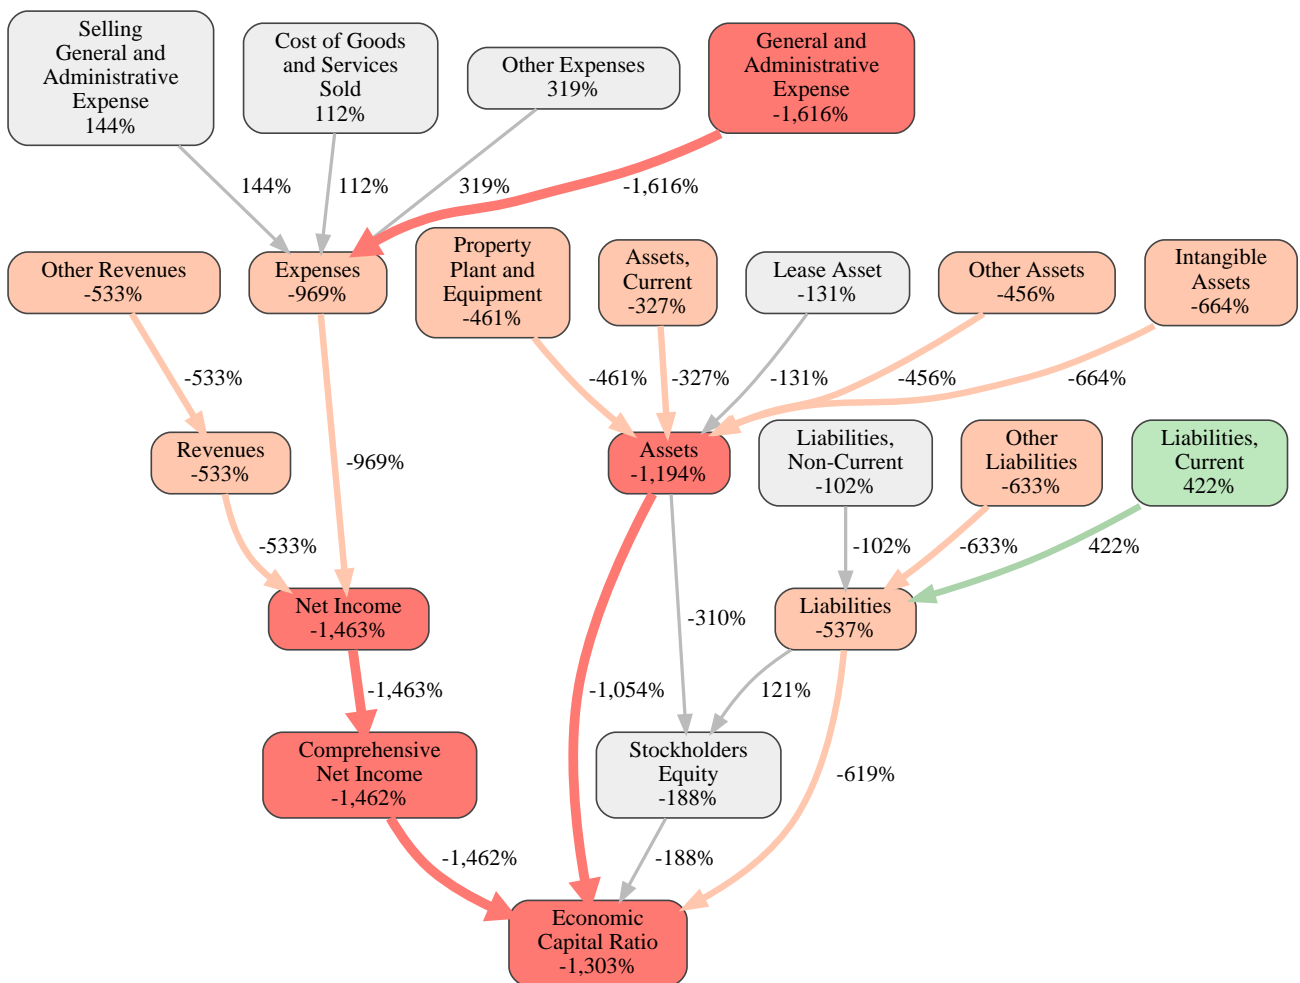 Selling
General and
Administrative
Expense
144%
Cost of Goods
and Services
Sold
112%
Other Expenses
319%
General and
Administrative
Expense
-1,616%
144%
112%
319%
-1,616%
Other Revenues
-533%
Expenses
-969%
Property
Plant and
Equipment
-461%
Assets,
Current
-327%
Lease Asset
-131%
Other Assets
-456%
Intangible
Assets
-664%
-533%
-461%
-327%
-131%
-456%
-664%
Revenues
-533%
-969%
Assets
-1,194%
Liabilities,
Non-Current
-102%
Other
Liabilities
-633%
Liabilities,
Current
422%
-533%
-102%
-633%
422%
Net Income
-1,463%
-310%
Liabilities
-537%
-1,463%
-1,054%
121%
Comprehensive
Net Income
-1,462%
Stockholders
Equity
-188%
-619%
-1,462%
-188%
Economic
Capital Ratio
-1,303%